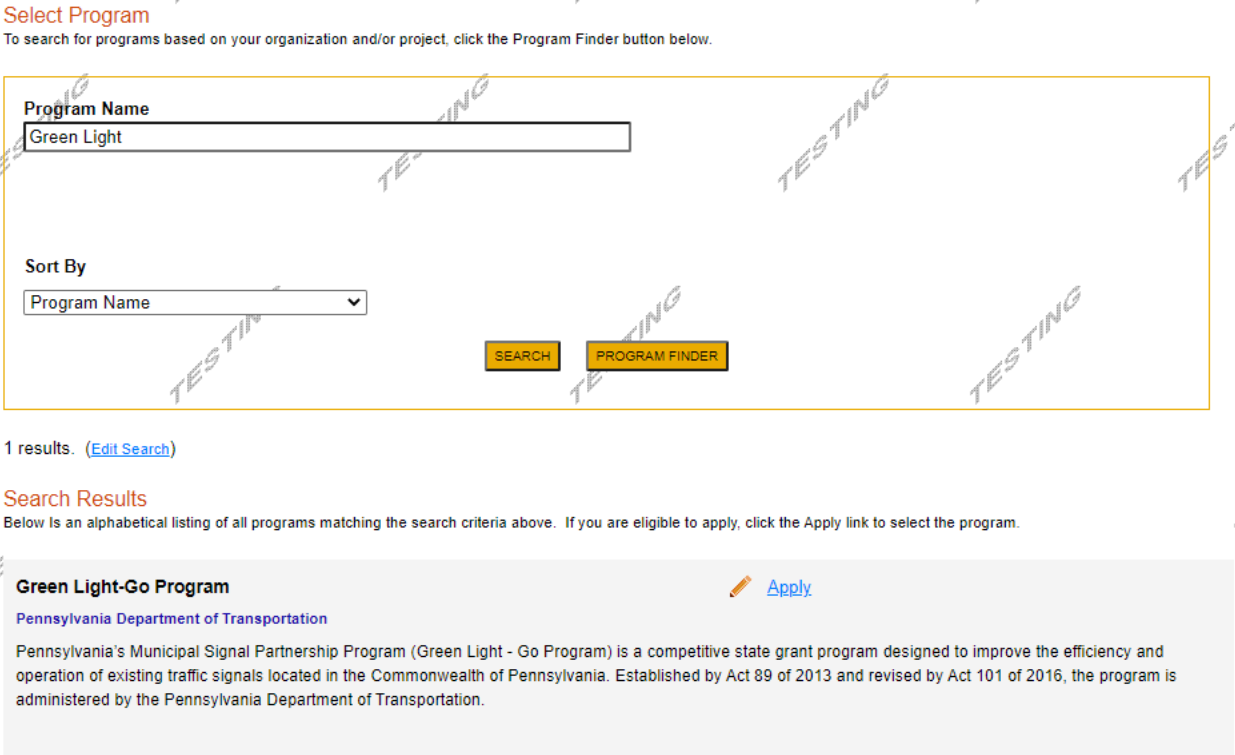 Select Program
To search for programs based on your organization and/or project, click the Program Finder button below.
TESTING
TESTING
TESTING
TES
Program Name
Green Light
Sort By
Program Name
TESTING
TESTING
TESTING
SEARCH
PROGRAM FINDER
1 results. (Edit Search)
Search Results
Below Is an alphabetical listing of all programs matching the search criteria above. If you are eligible to apply, click the Apply link to select the program.
Green Light-Go Program
Apply
Pennsylvania Department of Transportation
Pennsylvania's Municipal Signal Partnership Program (Green Light - Go Program) is a competitive state grant program designed to improve the efficiency and
operation of existing traffic signals located in the Commonwealth of Pennsylvania. Established by Act 89 of 2013 and revised by Act 101 of 2016, the program is
administered by the Pennsylvania Department of Transportation.